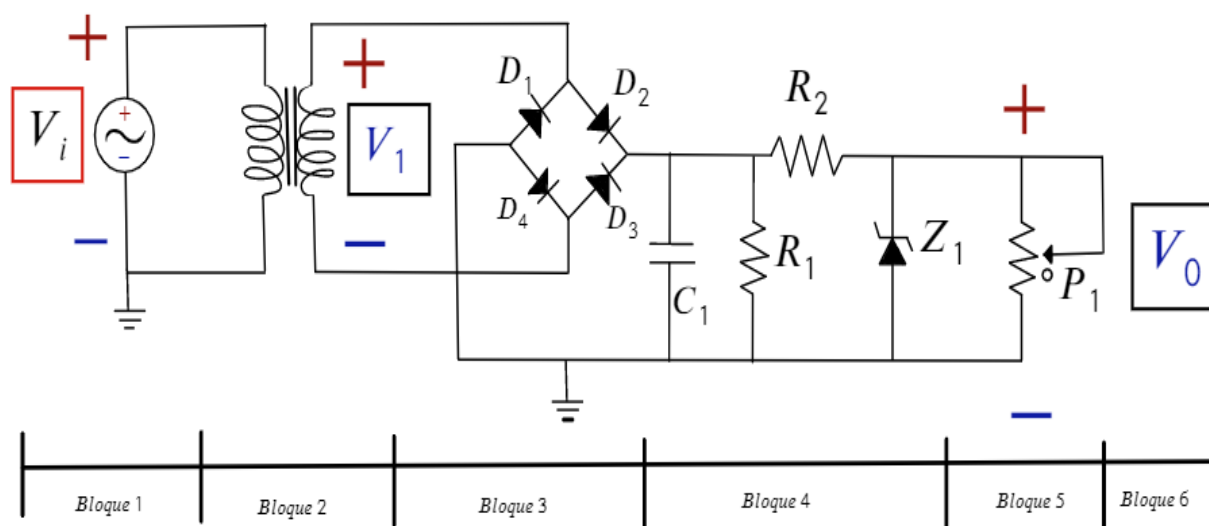 +
+
+
D₁
D₂
R₂
V_i
+
-
V₁
D₄
D₃
C₁
R₁
Z₁
P₁
V₀
−
−
−
Bloque 1
Bloque 2
Bloque 3
Bloque 4
Bloque 5
Bloque 6